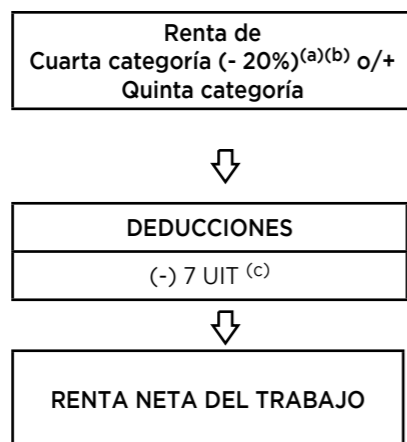 Renta de
Cuarta categoría (- 20%)(a)(b) o/+
Quinta categoría
DEDUCCIONES
(-) 7 UIT (c)
RENTA NETA DEL TRABAJO